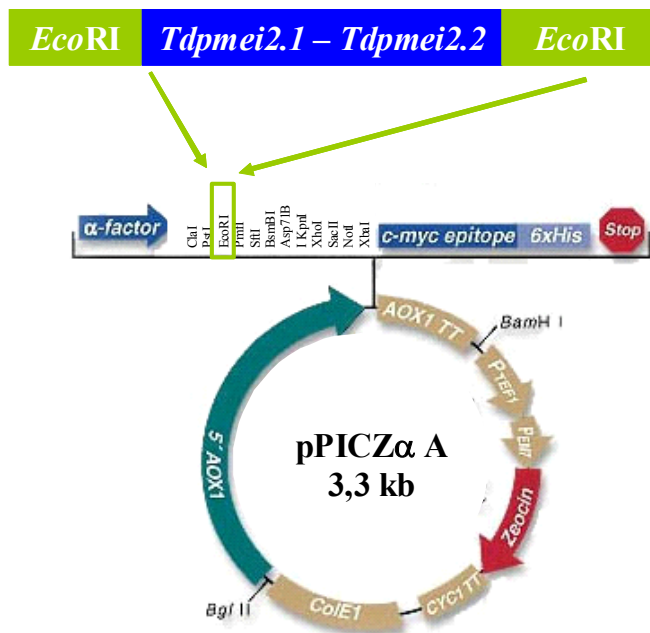 EcoRI Tdpmei2.1 – Tdpmei2.2 EcoRI
α-factor
ClaI
PstI
EcoRI
PmlI
SfiI
BsmBI
Asp71B
I KpnI
XhoI
SacII
NotI
XbaI
c-myc epitope 6xHis
Stop
AOX1 TT
BamH I
PTEF1
PEM7
Zeocin
CYC1 TT
ColE1
Bgl II
5´ AOX1
pPICZα A
3,3 kb